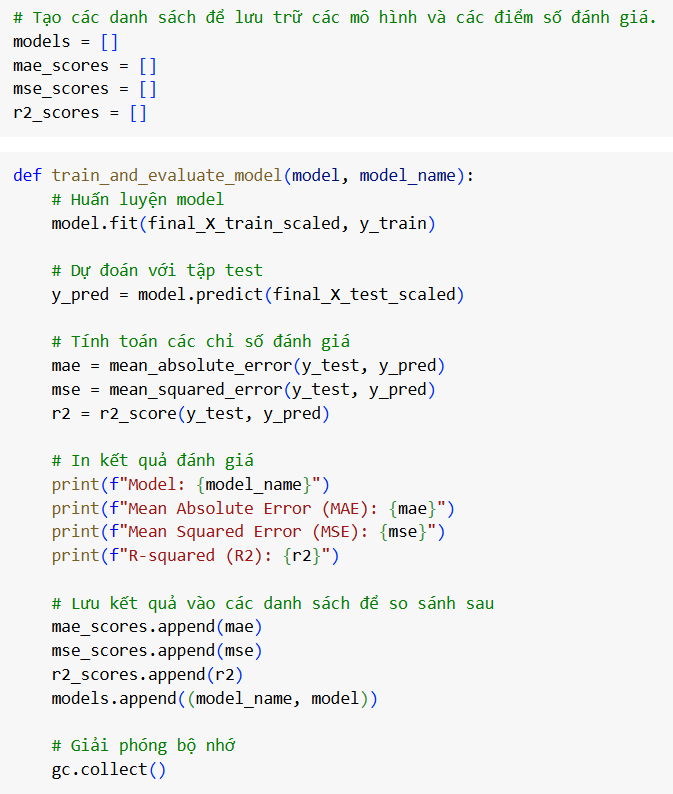 # Tạo các danh sách để lưu trữ các mô hình và các điểm số đánh giá.
models = []
mae_scores = []
mse_scores = []
r2_scores = []
def train_and_evaluate_model(model, model_name):
    # Huấn luyện model
    model.fit(final_X_train_scaled, y_train)
    # Dự đoán với tập test
    y_pred = model.predict(final_X_test_scaled)
    # Tính toán các chỉ số đánh giá
    mae = mean_absolute_error(y_test, y_pred)
    mse = mean_squared_error(y_test, y_pred)
    r2 = r2_score(y_test, y_pred)
    # In kết quả đánh giá
    print(f"Model: {model_name}")
    print(f"Mean Absolute Error (MAE): {mae}")
    print(f"Mean Squared Error (MSE): {mse}")
    print(f"R-squared (R2): {r2}")
    # Lưu kết quả vào các danh sách để so sánh sau
    mae_scores.append(mae)
    mse_scores.append(mse)
    r2_scores.append(r2)
    models.append((model_name, model))
    # Giải phóng bộ nhớ
    gc.collect()